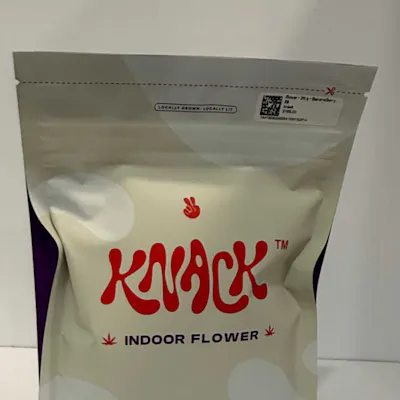 LOCALLY GROWN. LOCALLY LIT
KNACK™
INDOOR FLOWER